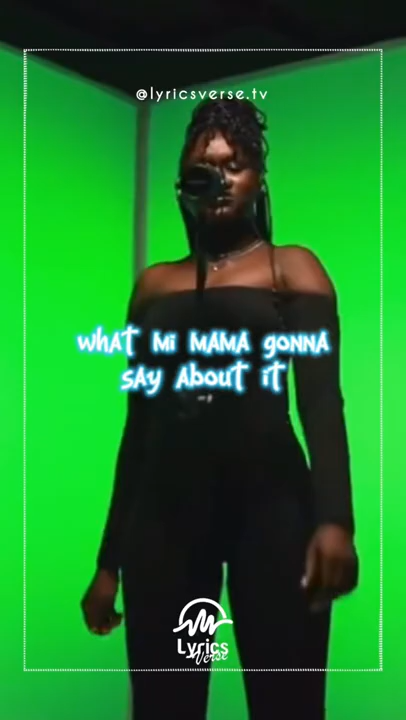 @lyricsverse.tv
what mi mama gonna
say about it
Lyrics
Verse